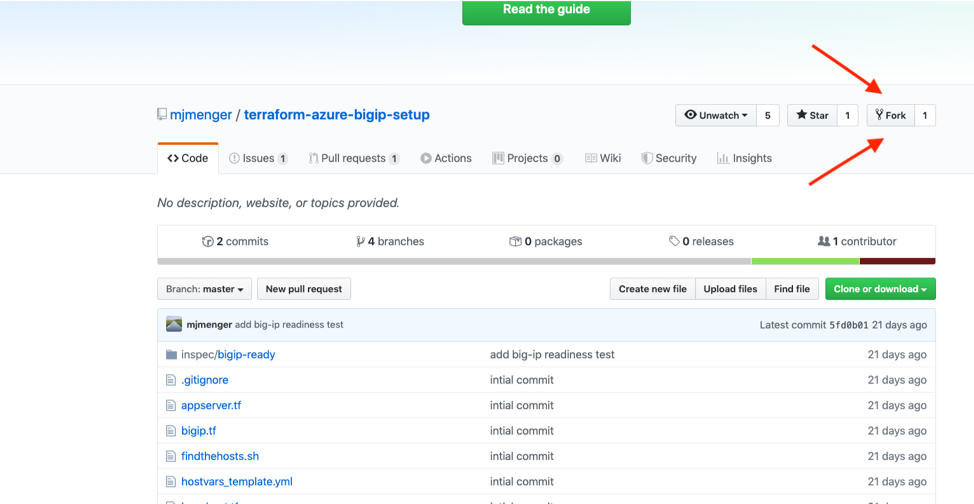 Read the guide
mjmenger / terraform-azure-bigip-setup
Unwatch 5 Star 1 Fork 1
Code Issues 1 Pull requests 1 Actions Projects 0 Wiki Security Insights
No description, website, or topics provided.
2 commits 4 branches 0 packages 0 releases 1 contributor
Branch: master New pull request Create new file Upload files Find file Clone or download
mjmenger add big-ip readiness test Latest commit 5fd0b01 21 days ago
inspec/bigip-ready add big-ip readiness test 21 days ago
.gitignore intial commit 21 days ago
appserver.tf intial commit 21 days ago
bigip.tf intial commit 21 days ago
findthehosts.sh intial commit 21 days ago
hostvars_template.yml intial commit 21 days ago